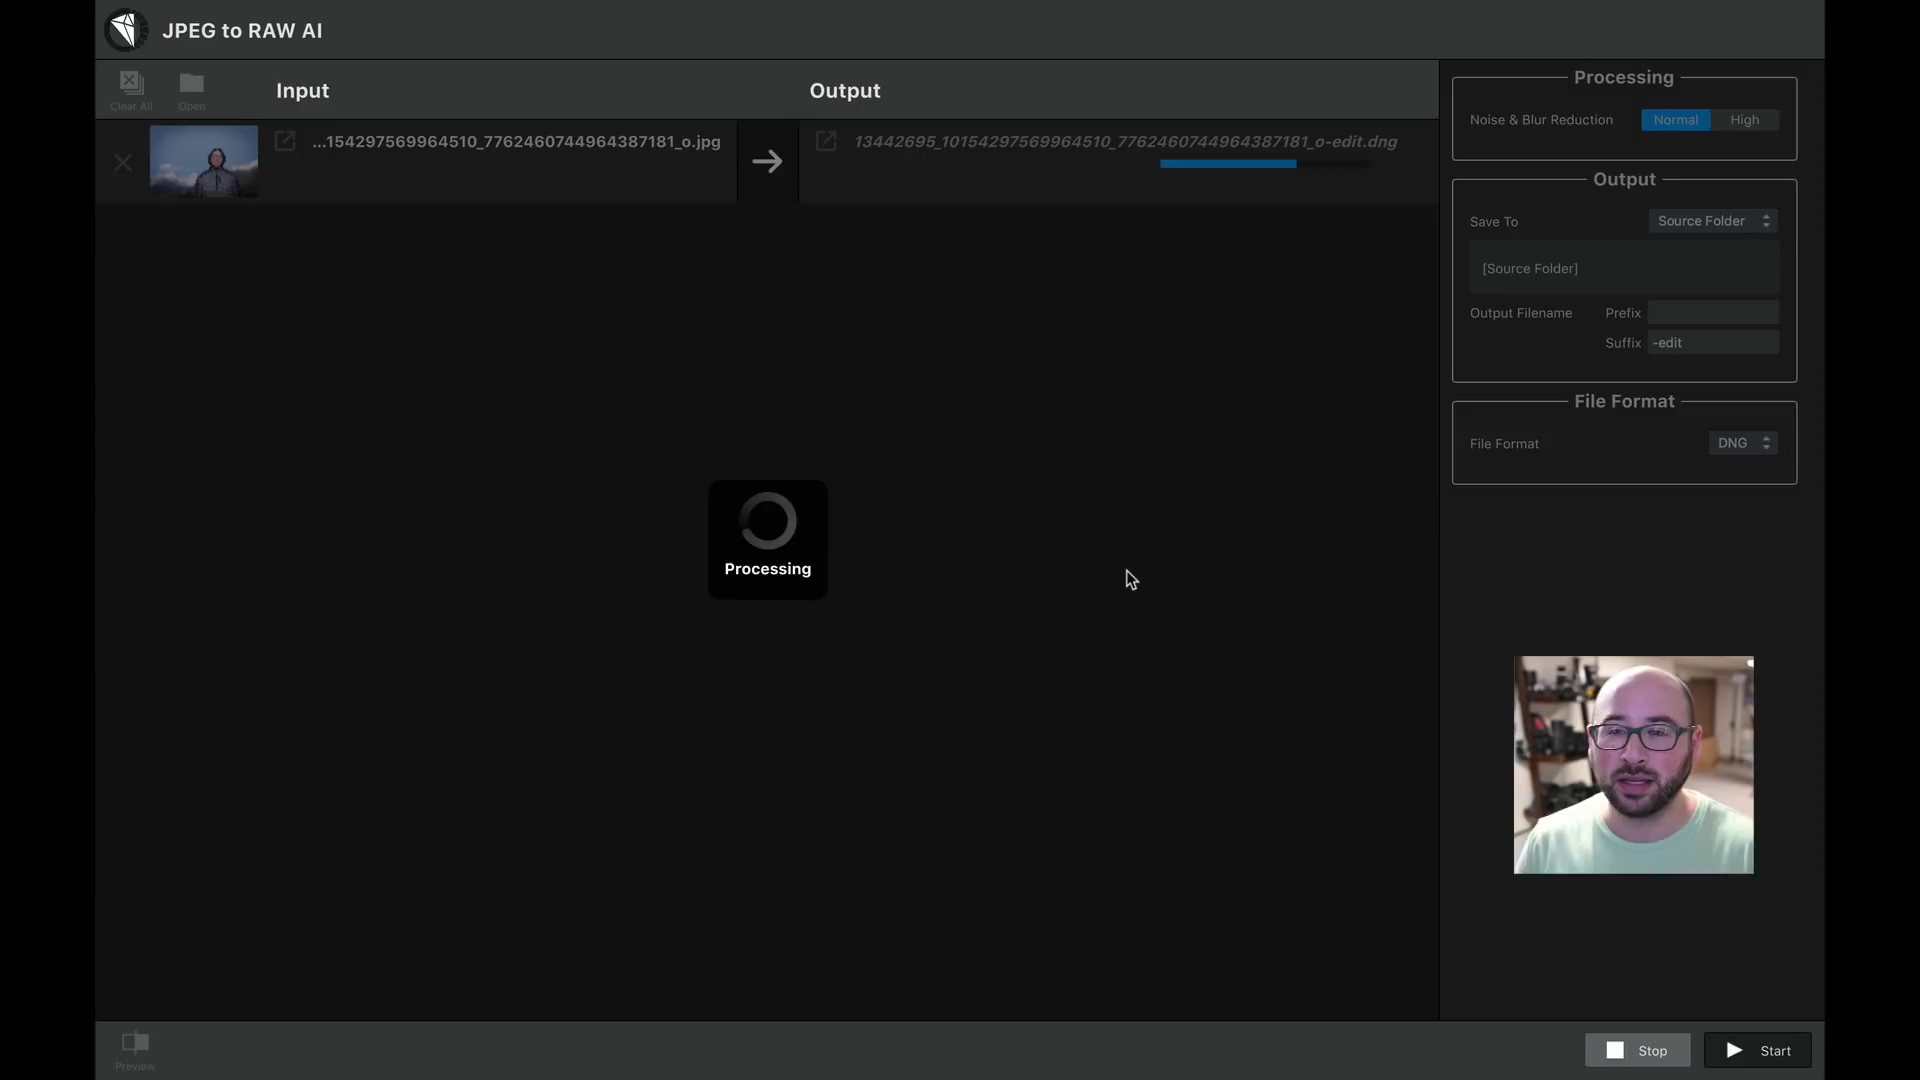 JPEG to RAW AI
Clear All
Open
Input
Output
...154297569964510_7762460744964387181_o.jpg
13442695_10154297569964510_7762460744964387181_o-edit.dng
Processing
Noise & Blur Reduction
Normal
High
Output
Save To
Source Folder
[Source Folder]
Output Filename
Prefix
Suffix
-edit
File Format
File Format
DNG
Processing
Preview
Stop
Start